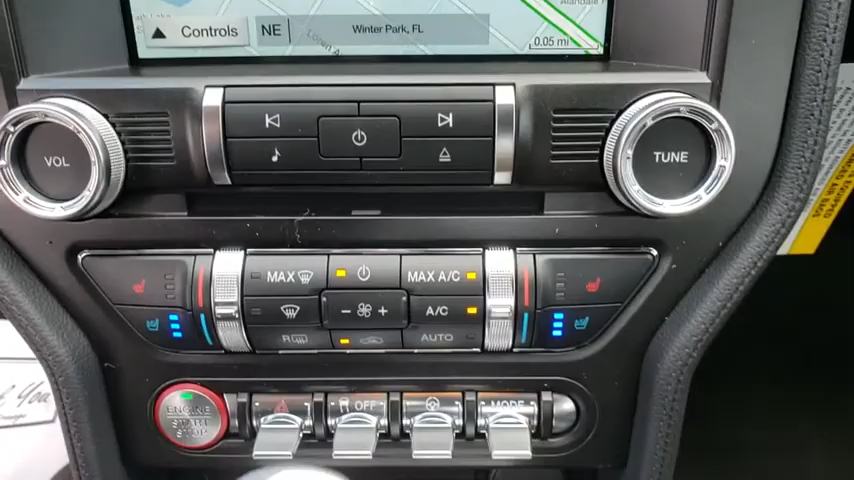 Controls NE Winter Park, FL
0.05 mi
VOL
TUNE
MAX MAX A/C
A/C
R AUTO
ENGINE
START
STOP
OFF MODE